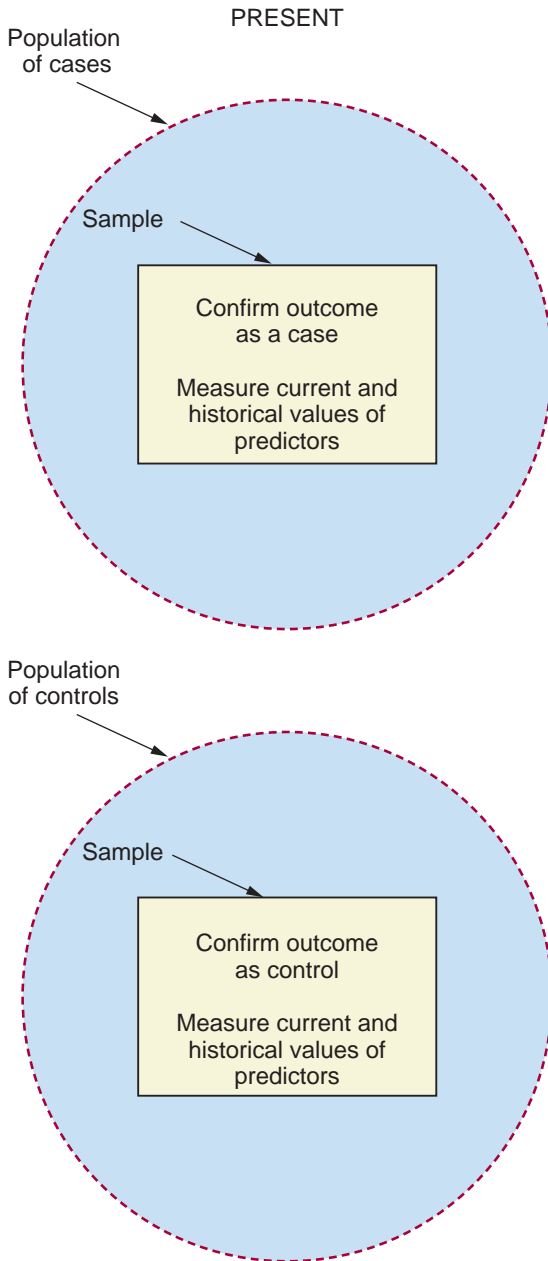 PRESENT
Population
of cases
Sample
Confirm outcome
as a case
Measure current and
historical values of
predictors
Population
of controls
Sample
Confirm outcome
as control
Measure current and
historical values of
predictors